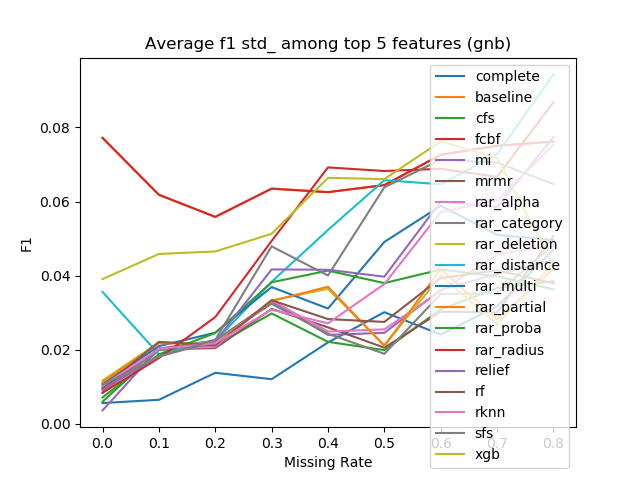 Average f1 std_ among top 5 features (gnb)
F1
0.08
0.06
0.04
0.02
0.00
0.0 0.1 0.2 0.3 0.4 0.5 0.6 0.7 0.8
Missing Rate
complete
baseline
cfs
fcbf
mi
mrmr
rar_alpha
rar_category
rar_deletion
rar_distance
rar_multi
rar_partial
rar_proba
rar_radius
relief
rf
rknn
sfs
xgb